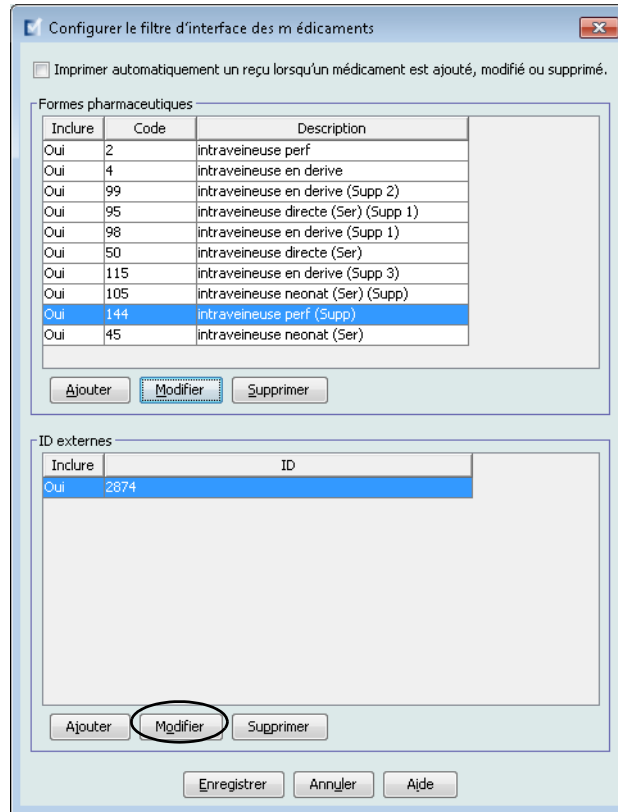 Configurer le filtre d'interface des m édicaments
Imprimer automatiquement un reçu lorsqu'un médicament est ajouté, modifié ou supprimé.
Formes pharmaceutiques
Inclure Code Description
Oui 2 intraveineuse perf
Oui 4 intraveineuse en derive
Oui 99 intraveineuse en derive (Supp 2)
Oui 95 intraveineuse directe (Ser) (Supp 1)
Oui 98 intraveineuse en derive (Supp 1)
Oui 50 intraveineuse directe (Ser)
Oui 115 intraveineuse en derive (Supp 3)
Oui 105 intraveineuse neonat (Ser) (Supp)
Oui 144 intraveineuse perf (Supp)
Oui 45 intraveineuse neonat (Ser)
Ajouter Modifier Supprimer
ID externes
Inclure ID
Oui 2874
Ajouter Modifier Supprimer
Enregistrer Annuler Aide